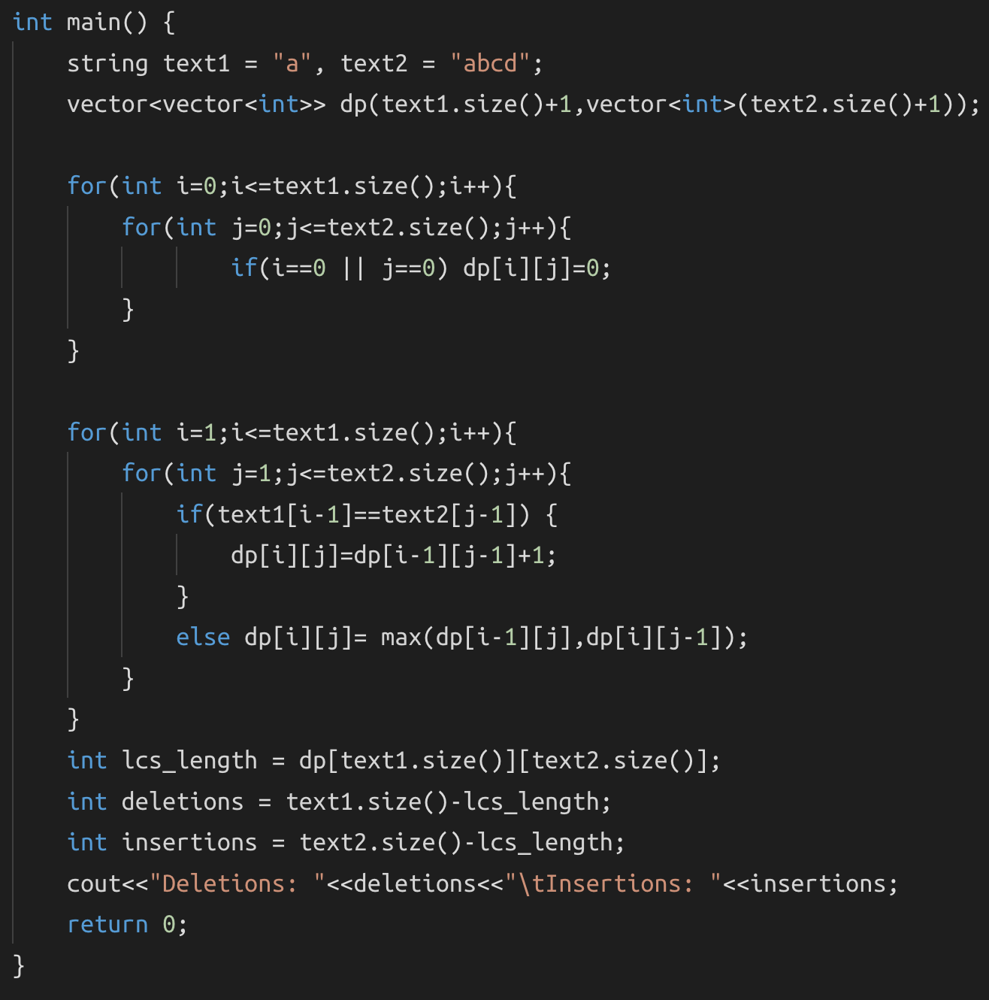 int main() {
    string text1 = "a", text2 = "abcd";
    vector<vector<int>> dp(text1.size()+1,vector<int>(text2.size()+1));
    for(int i=0;i<=text1.size();i++){
        for(int j=0;j<=text2.size();j++){
                if(i==0 || j==0) dp[i][j]=0;
        }
    }
    for(int i=1;i<=text1.size();i++){
        for(int j=1;j<=text2.size();j++){
            if(text1[i-1]==text2[j-1]) {
                dp[i][j]=dp[i-1][j-1]+1;
            }
            else dp[i][j]= max(dp[i-1][j],dp[i][j-1]);
        }
    }
    int lcs_length = dp[text1.size()][text2.size()];
    int deletions = text1.size()-lcs_length;
    int insertions = text2.size()-lcs_length;
    cout<<"Deletions: "<<deletions<<"\tInsertions: "<<insertions;
    return 0;
}